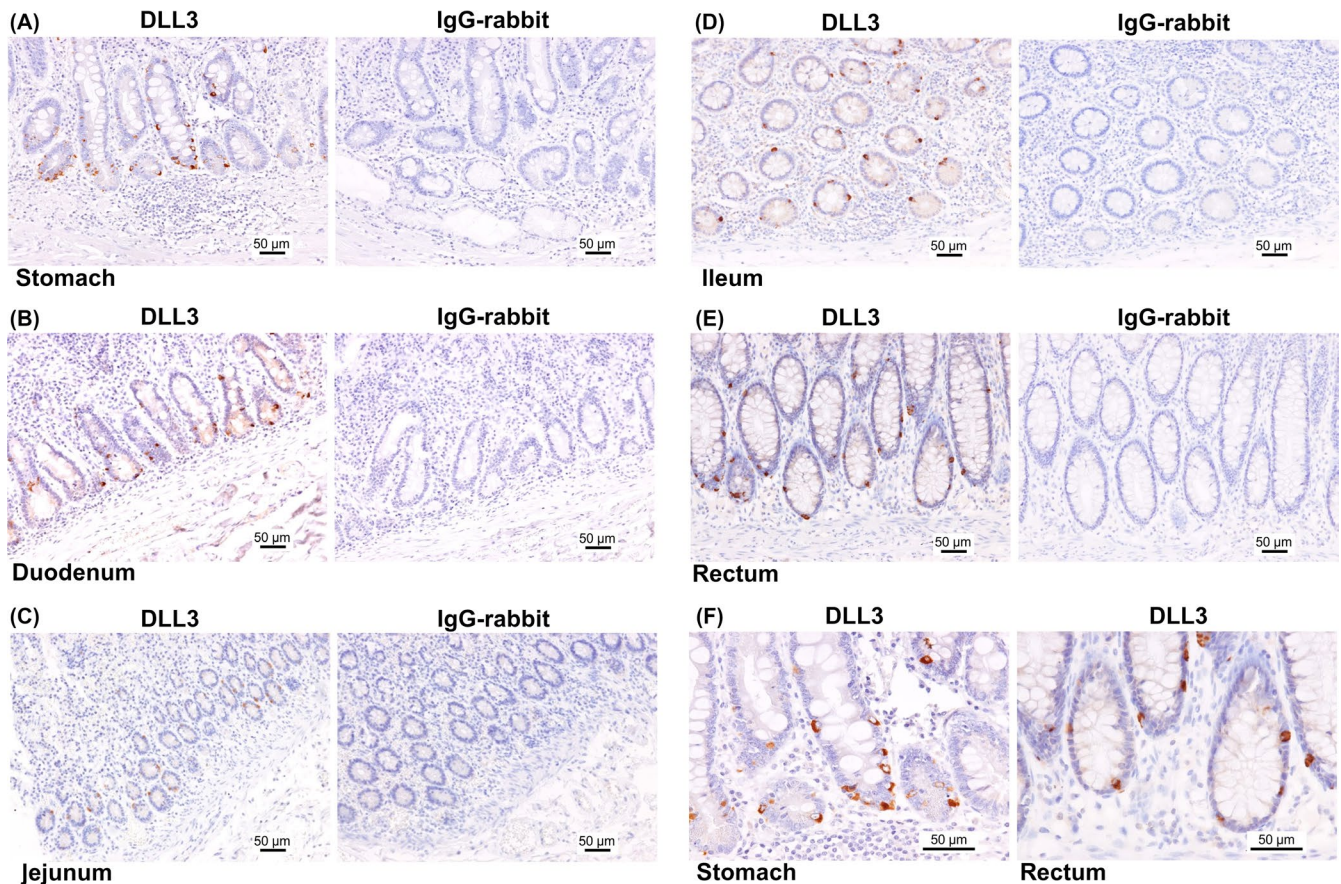 (A) DLL3 IgG-rabbit
50 µm 50 µm
Stomach
(B) DLL3 IgG-rabbit
50 µm 50 µm
Duodenum
(C) DLL3 IgG-rabbit
50 µm 50 µm
Jejunum
(D) DLL3 IgG-rabbit
50 µm 50 µm
Ileum
(E) DLL3 IgG-rabbit
50 µm 50 µm
Rectum
(F) DLL3 DLL3
50 µm 50 µm
Stomach Rectum